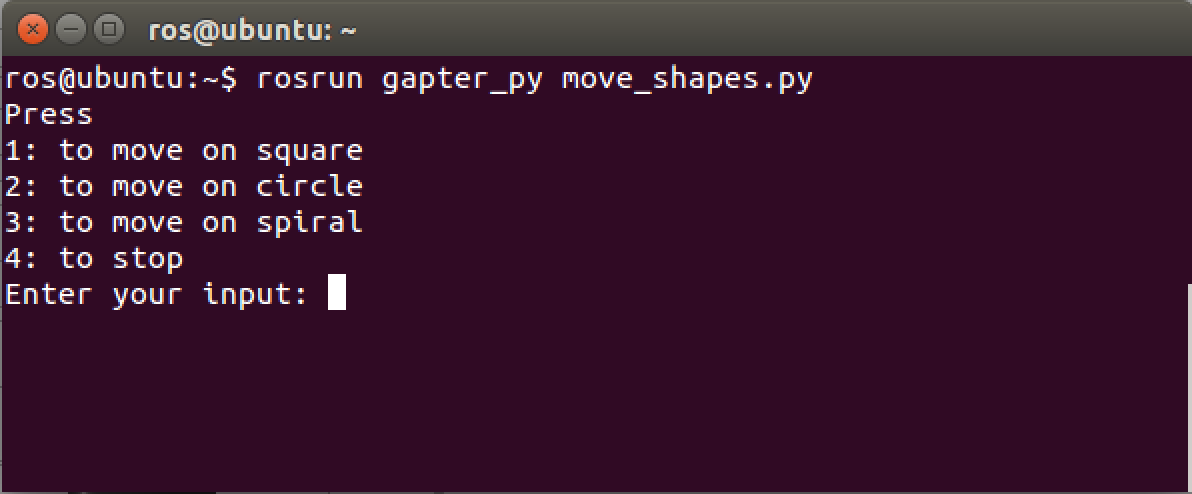 ros@ubuntu: ~
ros@ubuntu:~$ rosrun gapter_py move_shapes.py
Press
1: to move on square
2: to move on circle
3: to move on spiral
4: to stop
Enter your input: